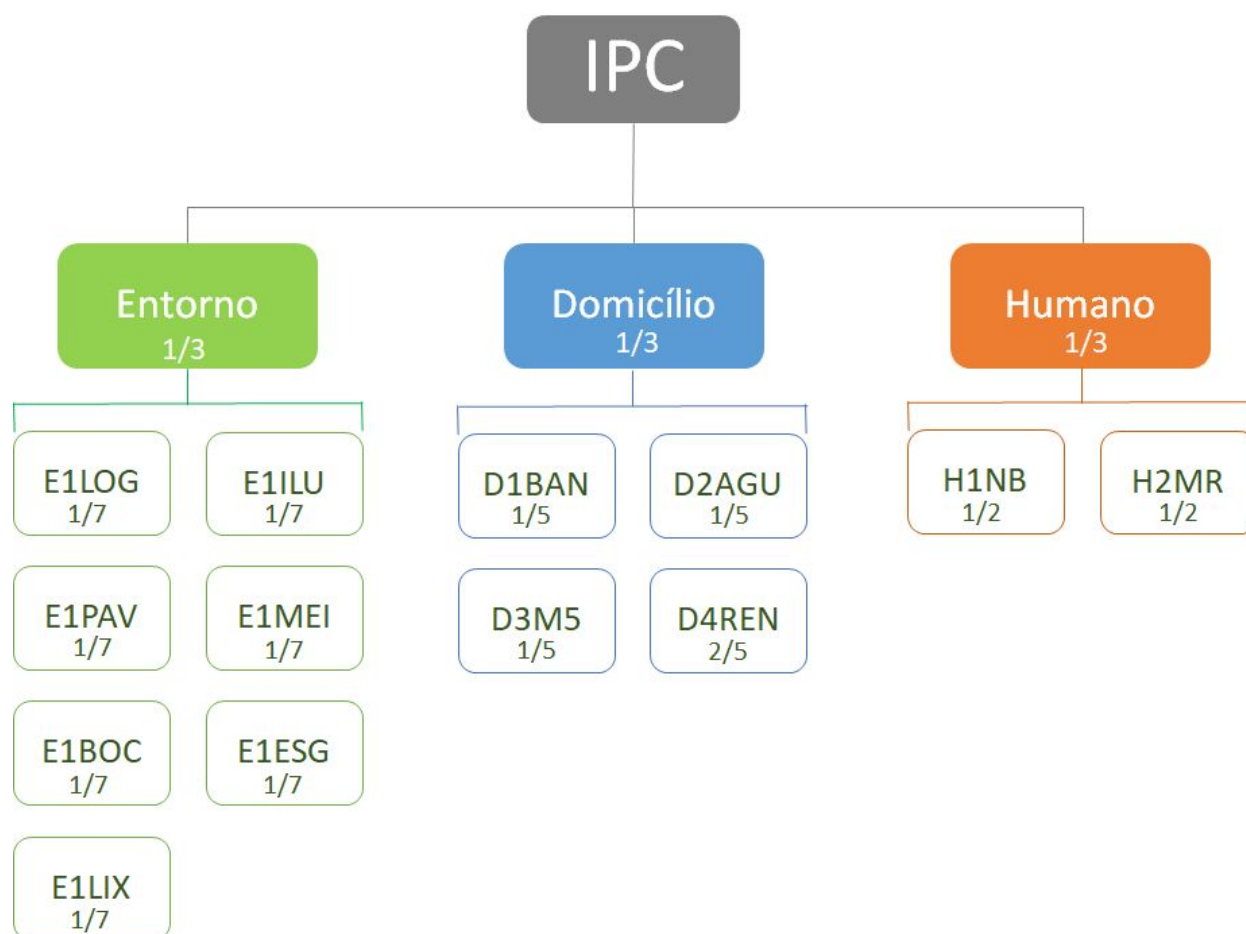 IPC
Entorno
1/3
Domicílio
1/3
Humano
1/3
E1LOG
1/7
E1ILU
1/7
E1PAV
1/7
E1MEI
1/7
E1BOC
1/7
E1ESG
1/7
E1LIX
1/7
D1BAN
1/5
D2AGU
1/5
D3M5
1/5
D4REN
2/5
H1NB
1/2
H2MR
1/2